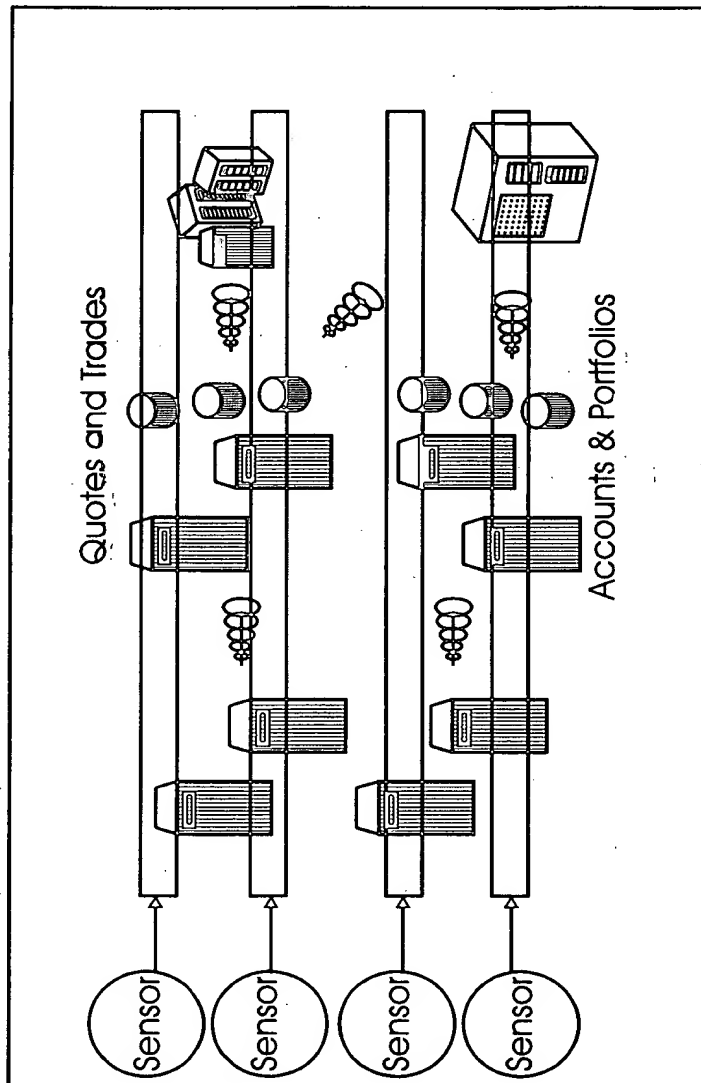 Quotes and Trades
Accounts & Portfolios
Sensor
Sensor
Sensor
Sensor